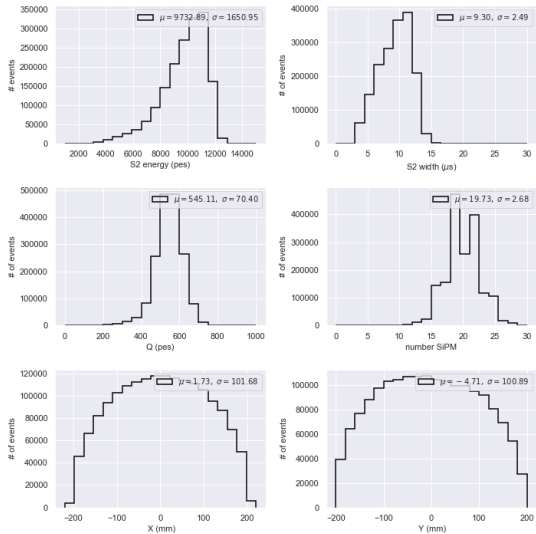 350000
300000
250000
200000
150000
100000
50000
0
# of events
μ = 9732.89, σ = 1650.95
2000 4000 6000 8000 10000 12000 14000
S2 energy (pes)
400000
300000
200000
100000
0
# of events
μ = 9.30, σ = 2.49
0 5 10 15 20 25 30
S2 width (μs)
500000
400000
300000
200000
100000
0
# of events
μ = 545.11, σ = 70.40
0 200 400 600 800 1000
Q (pes)
400000
300000
200000
100000
0
# of events
μ = 19.73, σ = 2.68
0 5 10 15 20 25 30
number SiPM
120000
100000
80000
60000
40000
20000
0
# of events
μ = 1.73, σ = 101.68
−200 −100 0 100 200
X (mm)
100000
80000
60000
40000
20000
0
# of events
μ = −4.71, σ = 100.89
−200 −100 0 100 200
Y (mm)